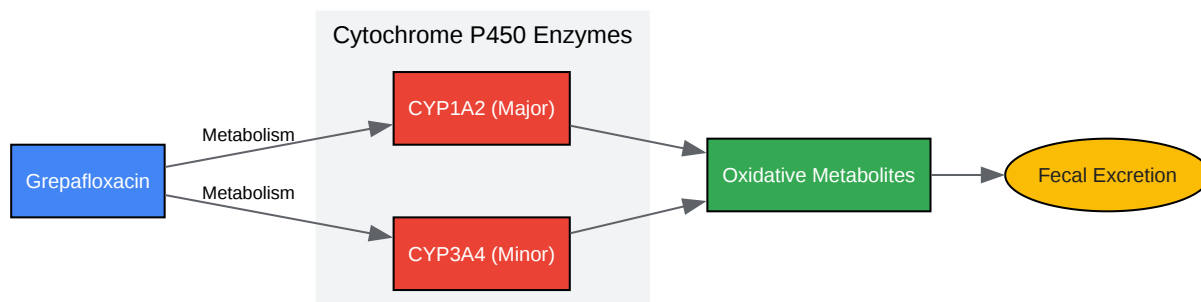 Cytochrome P450 Enzymes
CYP1A2 (Major)
Metabolism
Grepafloxacin
Oxidative Metabolites
Fecal Excretion
Metabolism
CYP3A4 (Minor)